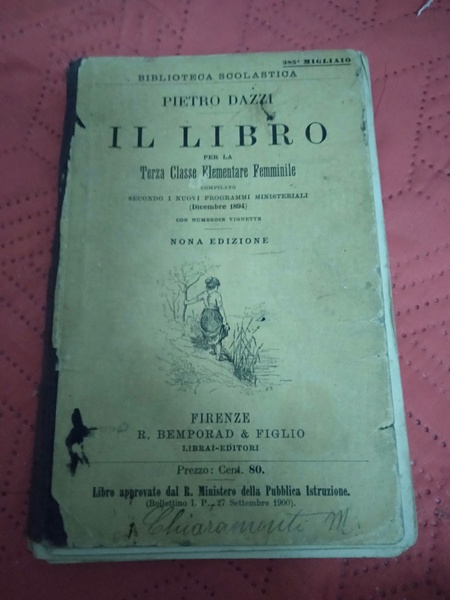 385º MIGLIAIO
BIBLIOTECA SCOLASTICA
PIETRO DAZZI
IL LIBRO
PER LA
Terza Classe Elementare Femminile
COMPILATO
SECONDO I NUOVI PROGRAMMI MINISTERIALI
(Dicembre 1894)
CON NUMEROSE VIGNETTE
NONA EDIZIONE
FIRENZE
R. BEMPORAD & FIGLIO
LIBRAI-EDITORI
Prezzo: Cent. 80.
Libro approvato dal R. Ministero della Pubblica Istruzione.
(Bollettino I. P., 27 Settembre 1900).
Chiaramonti M